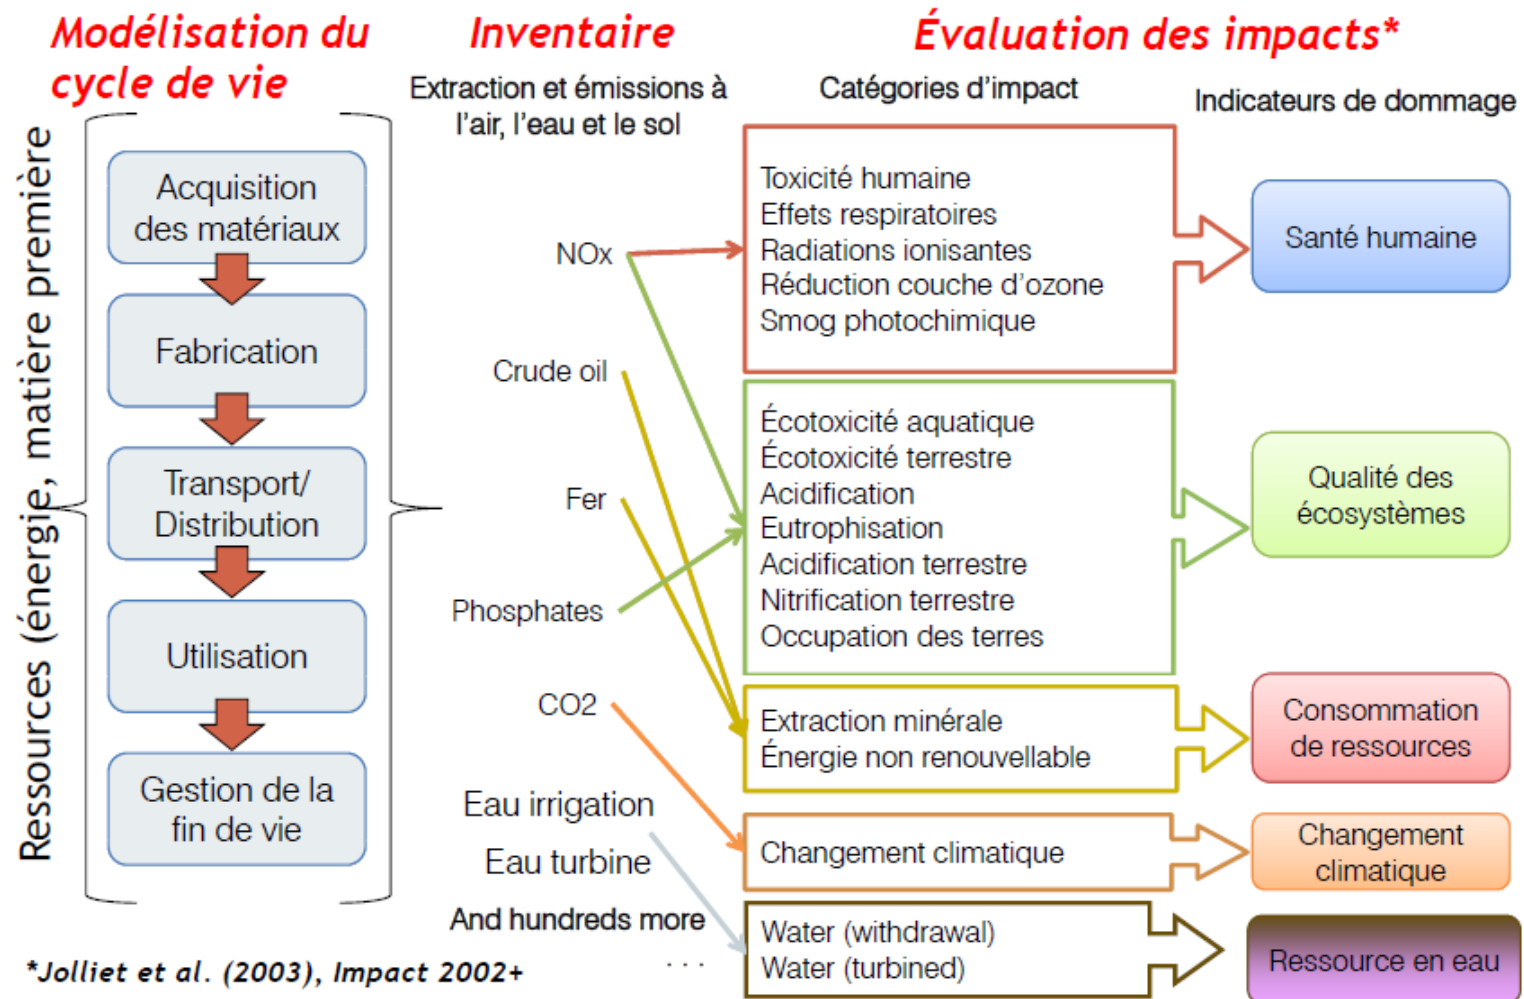 Modélisation du
cycle de vie
Inventaire
Évaluation des impacts*
Extraction et émissions à
l'air, l'eau et le sol
Catégories d'impact
Indicateurs de dommage
Ressources (énergie, matière première
Acquisition
des matériaux
Fabrication
Transport/
Distribution
Utilisation
Gestion de la
fin de vie
NOx
Crude oil
Fer
Phosphates
CO2
Eau irrigation
Eau turbine
And hundreds more
. . .
Toxicité humaine
Effets respiratoires
Radiations ionisantes
Réduction couche d'ozone
Smog photochimique
Écotoxicité aquatique
Écotoxicité terrestre
Acidification
Eutrophisation
Acidification terrestre
Nitrification terrestre
Occupation des terres
Extraction minérale
Énergie non renouvellable
Changement climatique
Water (withdrawal)
Water (turbined)
Santé humaine
Qualité des
écosystèmes
Consommation
de ressources
Changement
climatique
Ressource en eau
*Jolliet et al. (2003), Impact 2002+